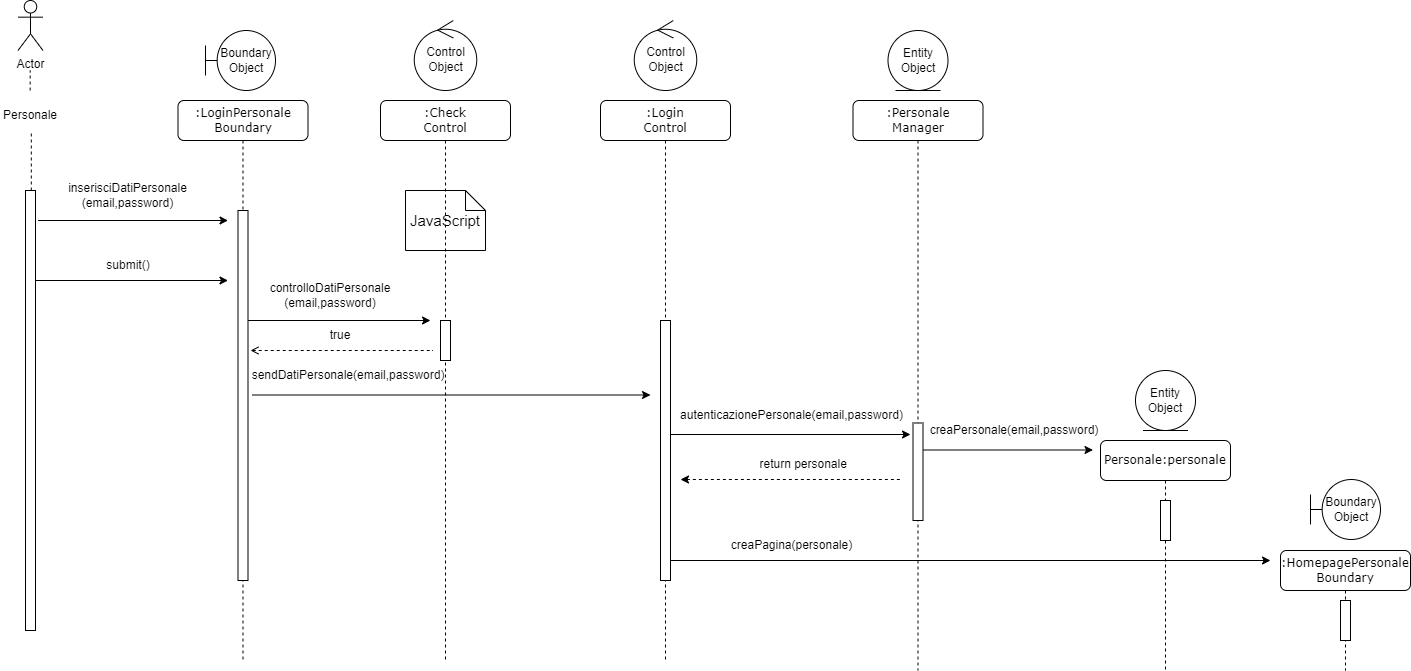 Actor
Personale
Boundary
Object
:LoginPersonale
Boundary
Control
Object
:Check
Control
Control
Object
:Login
Control
Entity
Object
:Personale
Manager
inserisciDatiPersonale
(email,password)
JavaScript
submit()
controlloDatiPersonale
(email,password)
true
sendDatiPersonale(email,password)
autenticazionePersonale(email,password)
creaPersonale(email,password)
Entity
Object
Personale:personale
return personale
Boundary
Object
creaPagina(personale)
:HomepagePersonale
Boundary